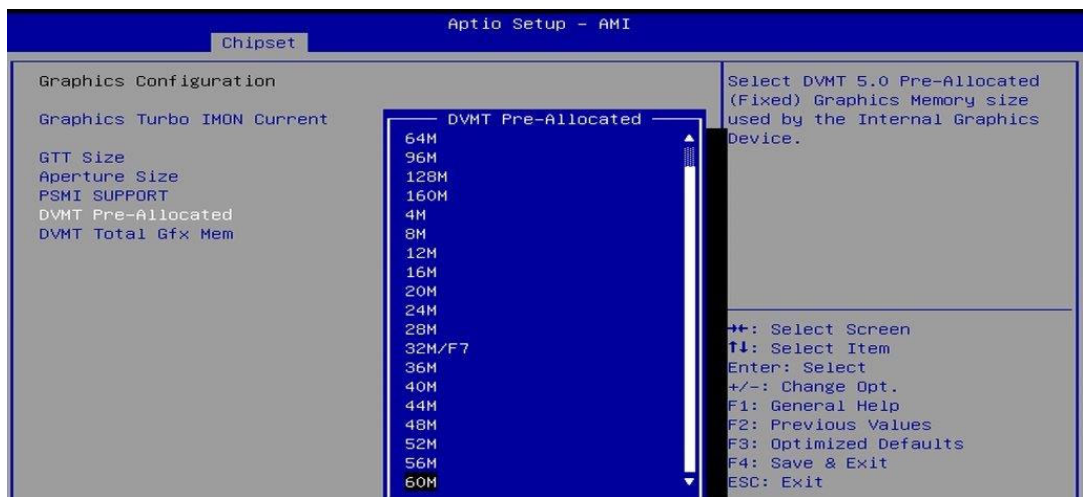 Aptio Setup - AMI
Chipset
Graphics Configuration
Graphics Turbo IMON Current
GTT Size
Aperture Size
PSMI SUPPORT
DVMT Pre-Allocated
DVMT Total Gfx Mem
DVMT Pre-Allocated
64M
96M
128M
160M
4M
8M
12M
16M
20M
24M
28M
32M/F7
36M
40M
44M
48M
52M
56M
60M
Select DVMT 5.0 Pre-Allocated
(Fixed) Graphics Memory size
used by the Internal Graphics
Device.
→←: Select Screen
↑↓: Select Item
Enter: Select
+/-: Change Opt.
F1: General Help
F2: Previous Values
F3: Optimized Defaults
F4: Save & Exit
ESC: Exit